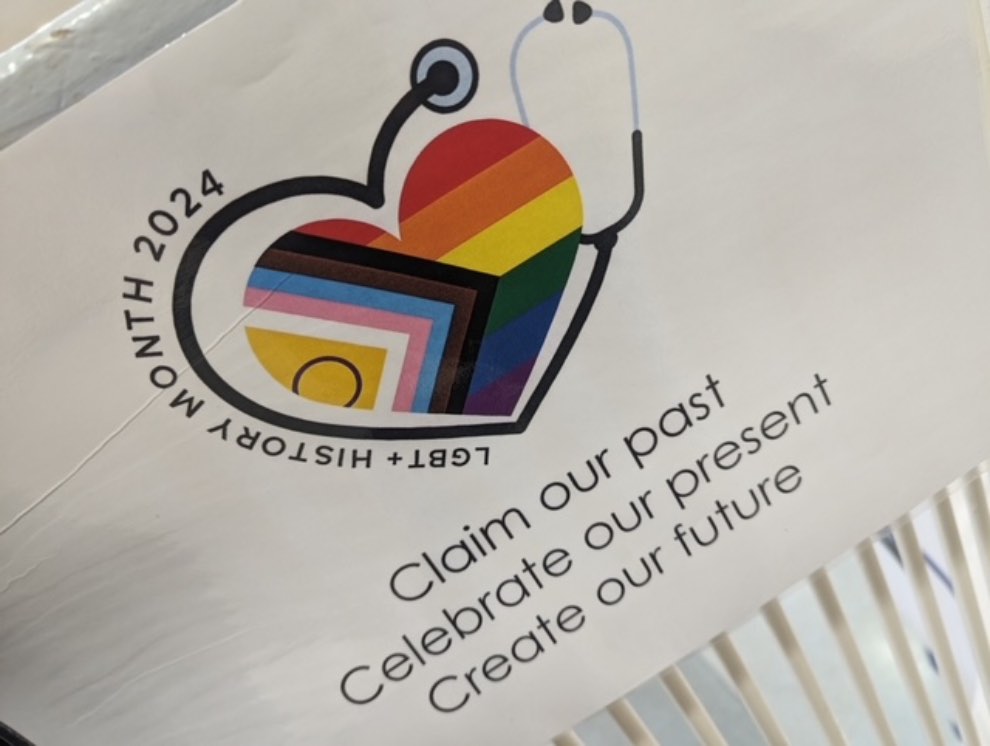 LGBT+ HISTORY MONTH 2024
Claim our past
Celebrate our present
Create our future